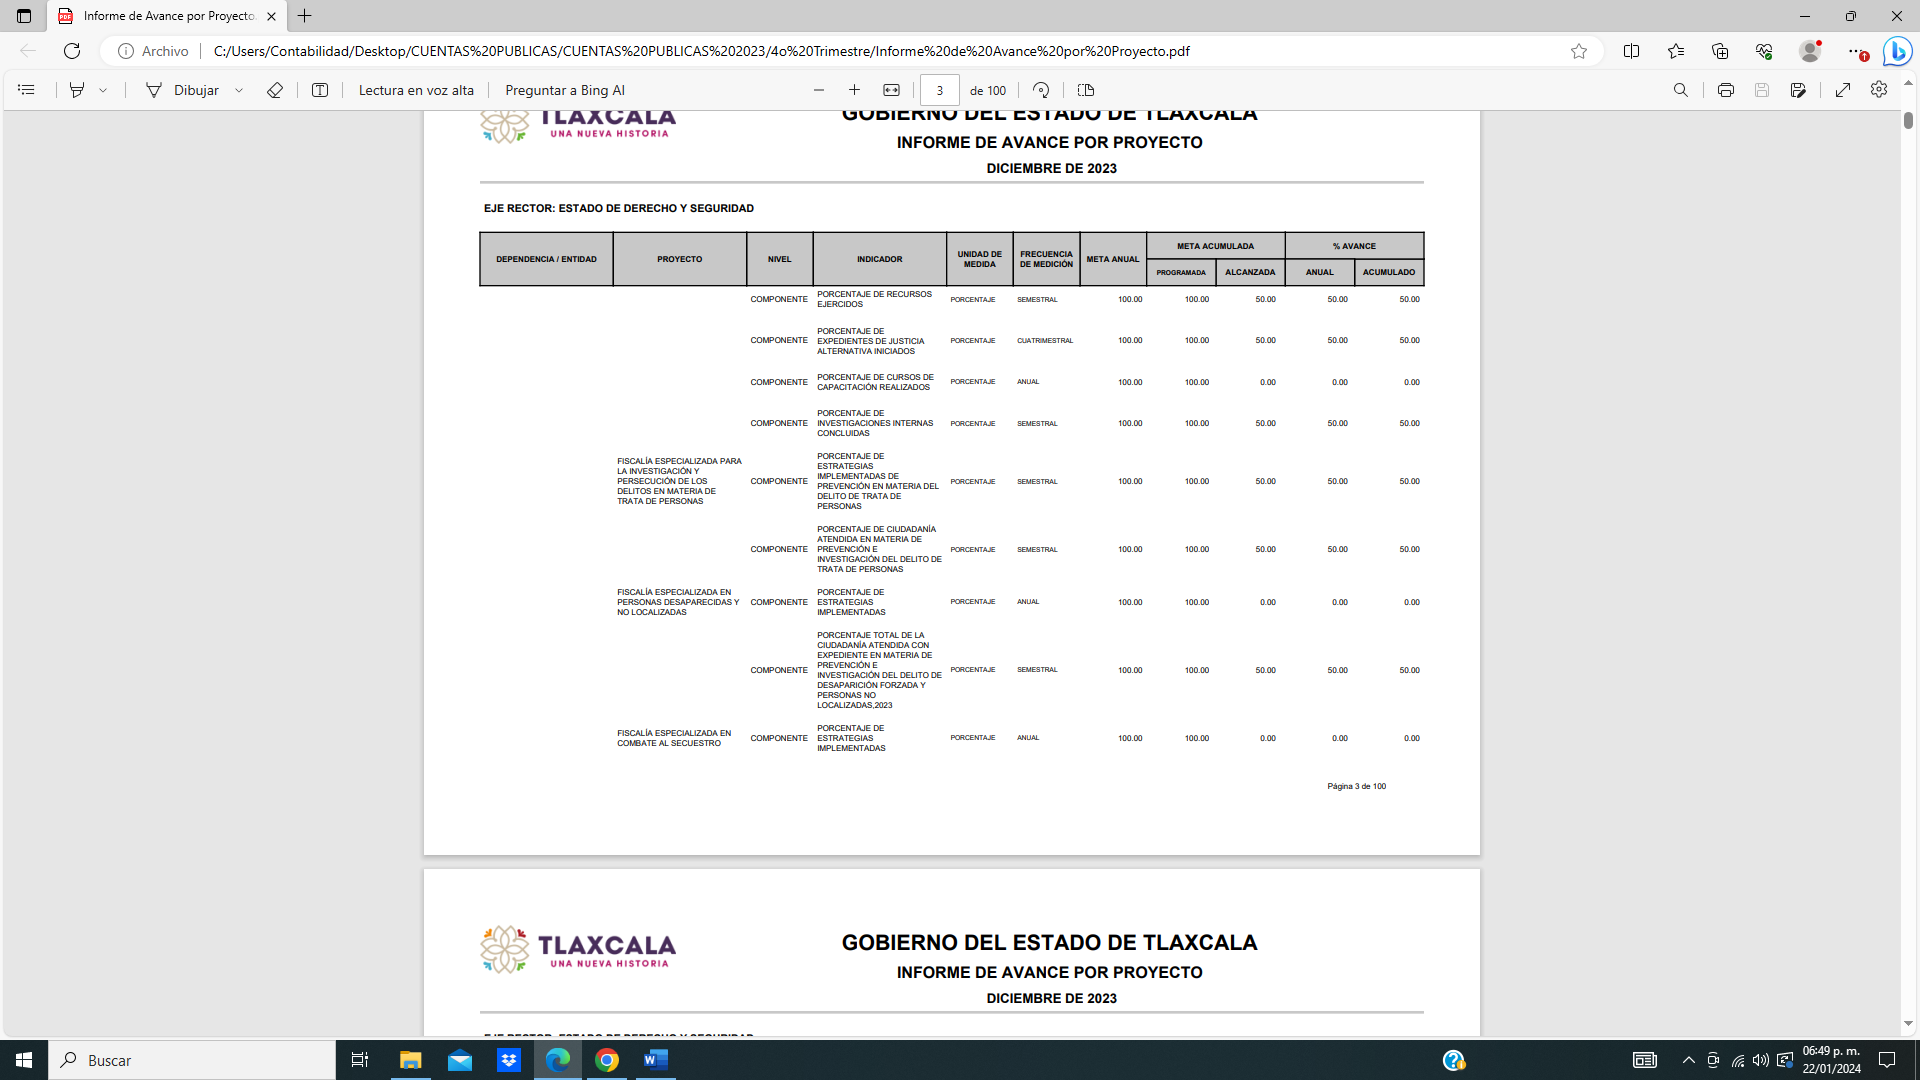 Informe de Avance por Proyecto.
Archivo
C:/Users/Contabilidad/Desktop/CUENTAS%20PUBLICAS/CUENTAS%20PUBLICAS%202023/4o%20Trimestre/Informe%20de%20Avance%20por%20Proyecto.pdf
Dibujar
Lectura en voz alta
Preguntar a Bing AI
3
de 100
TLAXCALA
UNA NUEVA HISTORIA
GOBIERNO DEL ESTADO DE TLAXCALA
INFORME DE AVANCE POR PROYECTO
DICIEMBRE DE 2023
EJE RECTOR: ESTADO DE DERECHO Y SEGURIDAD
DEPENDENCIA / ENTIDAD
PROYECTO
NIVEL
INDICADOR
UNIDAD DE
MEDIDA
FRECUENCIA
DE MEDICIÓN
META ANUAL
META ACUMULADA
PROGRAMADA
ALCANZADA
% AVANCE
ANUAL
ACUMULADO
COMPONENTE
PORCENTAJE DE RECURSOS
EJERCIDOS
PORCENTAJE
SEMESTRAL
100.00
100.00
50.00
50.00
50.00
COMPONENTE
PORCENTAJE DE
EXPEDIENTES DE JUSTICIA
ALTERNATIVA INICIADOS
PORCENTAJE
CUATRIMESTRAL
100.00
100.00
50.00
50.00
50.00
COMPONENTE
PORCENTAJE DE CURSOS DE
CAPACITACIÓN REALIZADOS
PORCENTAJE
ANUAL
100.00
100.00
0.00
0.00
0.00
COMPONENTE
PORCENTAJE DE
INVESTIGACIONES INTERNAS
CONCLUIDAS
PORCENTAJE
SEMESTRAL
100.00
100.00
50.00
50.00
50.00
FISCALÍA ESPECIALIZADA PARA
LA INVESTIGACIÓN Y
PERSECUCIÓN DE LOS
DELITOS EN MATERIA DE
TRATA DE PERSONAS
COMPONENTE
PORCENTAJE DE
ESTRATEGIAS
IMPLEMENTADAS DE
PREVENCIÓN EN MATERIA DEL
DELITO DE TRATA DE
PERSONAS
PORCENTAJE
SEMESTRAL
100.00
100.00
50.00
50.00
50.00
COMPONENTE
PORCENTAJE DE CIUDADANÍA
ATENDIDA EN MATERIA DE
PREVENCIÓN E
INVESTIGACIÓN DEL DELITO DE
TRATA DE PERSONAS
PORCENTAJE
SEMESTRAL
100.00
100.00
50.00
50.00
50.00
FISCALÍA ESPECIALIZADA EN
PERSONAS DESAPARECIDAS Y
NO LOCALIZADAS
COMPONENTE
PORCENTAJE DE
ESTRATEGIAS
IMPLEMENTADAS
PORCENTAJE
ANUAL
100.00
100.00
0.00
0.00
0.00
COMPONENTE
PORCENTAJE TOTAL DE LA
CIUDADANÍA ATENDIDA CON
EXPEDIENTE EN MATERIA DE
PREVENCIÓN E
INVESTIGACIÓN DEL DELITO DE
DESAPARICIÓN FORZADA Y
PERSONAS NO
LOCALIZADAS,2023
PORCENTAJE
SEMESTRAL
100.00
100.00
50.00
50.00
50.00
FISCALÍA ESPECIALIZADA EN
COMBATE AL SECUESTRO
COMPONENTE
PORCENTAJE DE
ESTRATEGIAS
IMPLEMENTADAS
PORCENTAJE
ANUAL
100.00
100.00
0.00
0.00
0.00
Página 3 de 100
TLAXCALA
UNA NUEVA HISTORIA
GOBIERNO DEL ESTADO DE TLAXCALA
INFORME DE AVANCE POR PROYECTO
DICIEMBRE DE 2023
EJE RECTOR: ESTADO DE DERECHO Y SEGURIDAD
Buscar
06:49 p. m.
22/01/2024